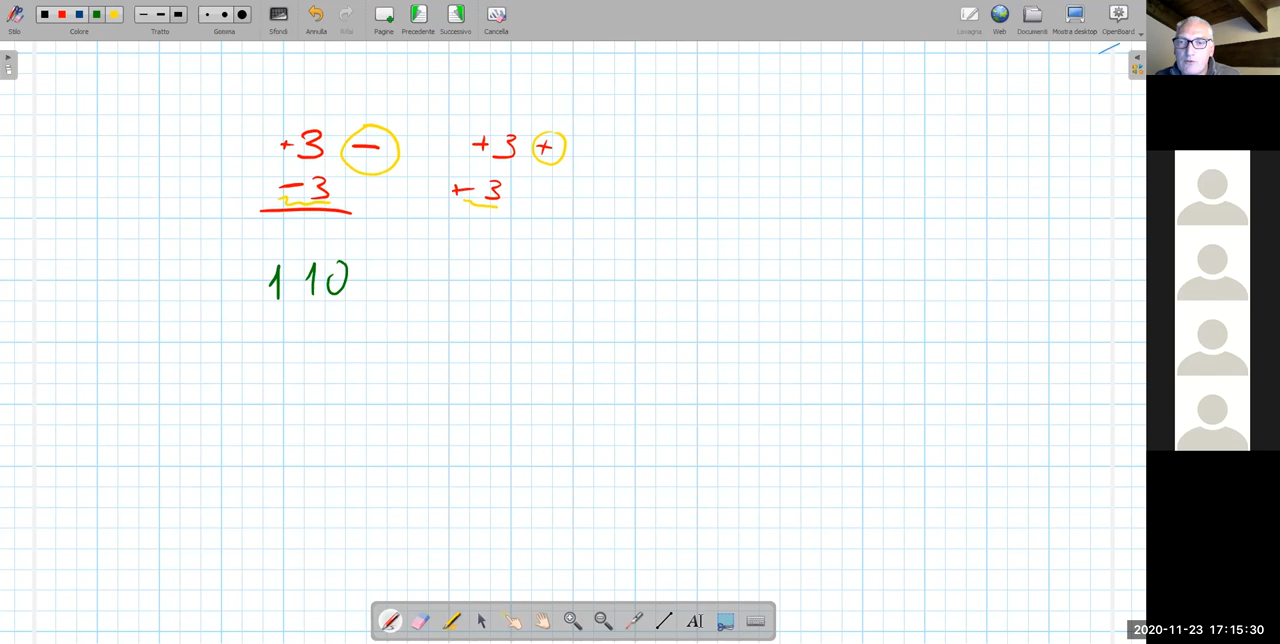 Stilo Colore Tratto Gomma Sfondi Annulla Rifai Pagine Precedente Successivo Cancella Lavagna Web Documenti Mostra desktop OpenBoard
+3 − +3 +
−3 +−3
1 10
AI
2020-11-23 17:15:30